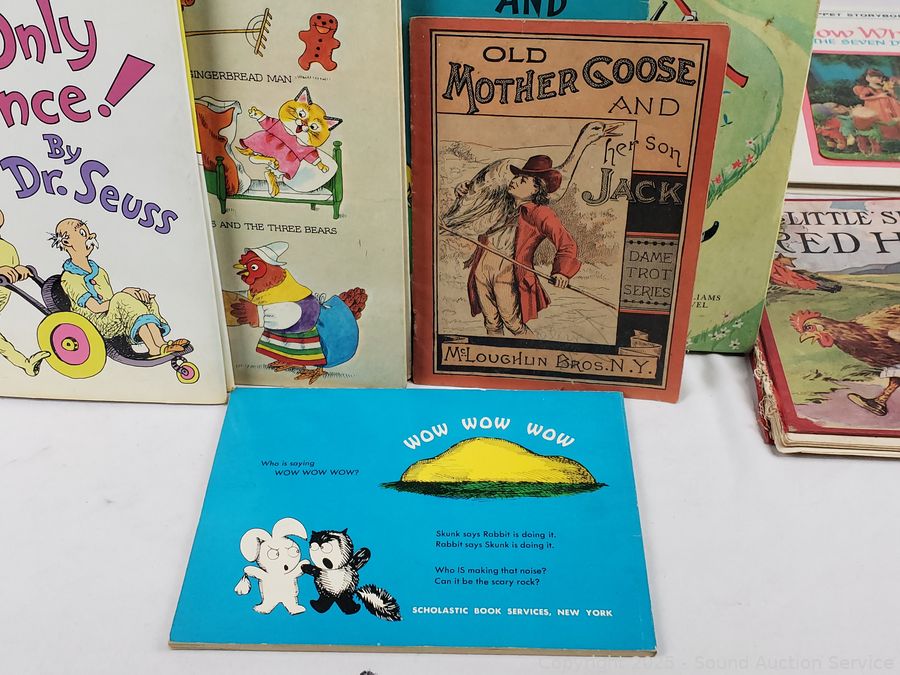 Only
nce!
By
Dr. Seuss
GINGERBREAD MAN
AND THE THREE BEARS
AND
OLD
MOTHER GOOSE
AND
her son
JACK
DAME
TROT
SERIES
McLOUGHLIN BROS. N.Y.
LIAMS
VEL
PPET STORYBOO
OW WH
THE SEVEN D
LITTLE S
RED H
WOW WOW WOW
Who is saying
WOW WOW WOW?
Skunk says Rabbit is doing it.
Rabbit says Skunk is doing it.
Who IS making that noise?
Can it be the scary rock?
SCHOLASTIC BOOK SERVICES, NEW YORK
Copyright 2025 - Sound Auction Service